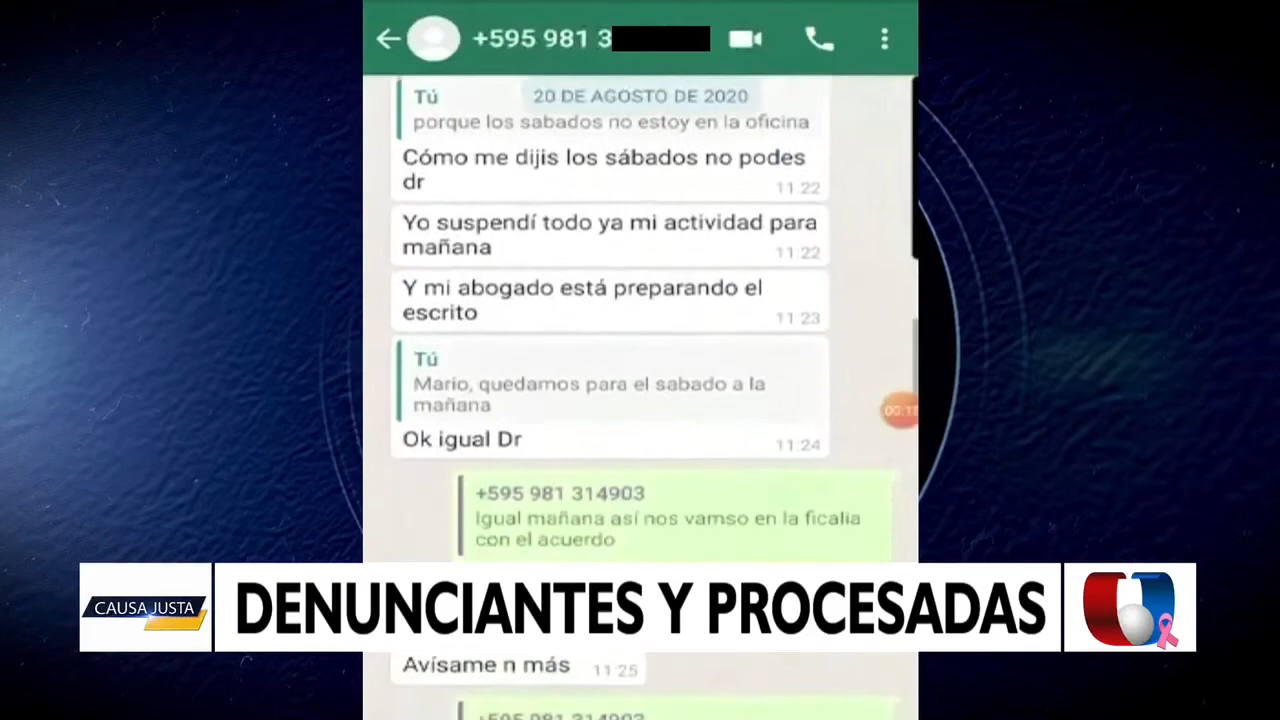 +595 981 3
Tú
20 DE AGOSTO DE 2020
porque los sabados no estoy en la oficina
Cómo me dijis los sábados no podes
dr
11:22
Yo suspendí todo ya mi actividad para
mañana
11:22
Y mi abogado está preparando el
escrito
11:23
Tú
Mario, quedamos para el sabado a la
mañana
Ok igual Dr
11:24
+595 981 314903
Igual mañana así nos vamso en la ficalia
con el acuerdo
CAUSA JUSTA
DENUNCIANTES Y PROCESADAS
Avísame n más
11:25
+595 981 314903